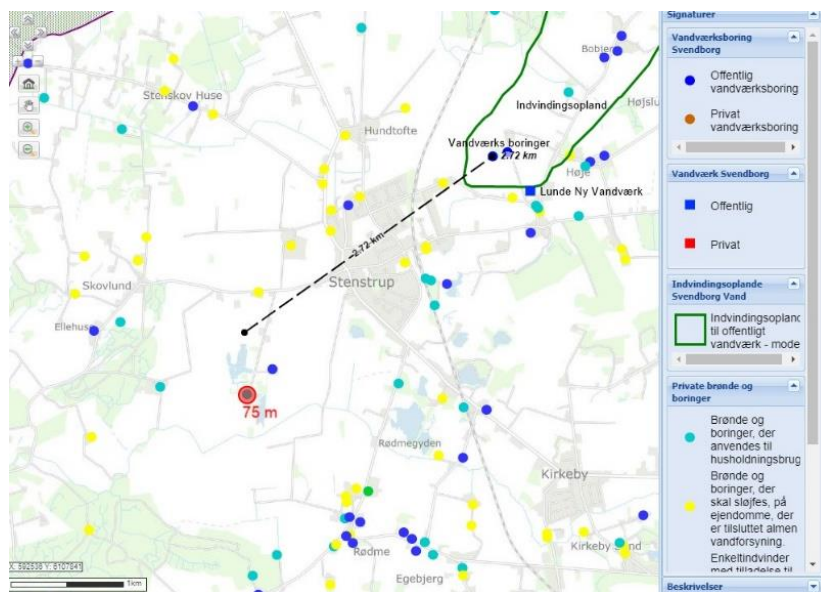 Stenskov Huse
Hundtofte
Bobjerg
Indvindingsopland
Højslu
Vandværks boringer
2.72 km
Høje
Lunde Ny Vandværk
2.72 km
Skovlund
Stenstrup
Ellehuse
75 m
Rødmegyden
Kirkeby
Rødme
Kirkeby Sand
Egebjerg
1km
Signaturer
Vandværksboring
Svendborg
Offentlig
vandværksboring
Privat
vandværksboring
Vandværk Svendborg
Offentlig
Privat
Indvindingsoplande
Svendborg Vand
Indvindingsopland
til offentligt
vandværk - mode
Private brønde og
boringer
Brønde og
boringer, der
anvendes til
husholdningsbrug
Brønde og
boringer, der
skal sløjfes, på
ejendomme, der
er tilsluttet almen
vandforsyning.
Enkeltindvinder
med tilladelse til
Beskrivelser